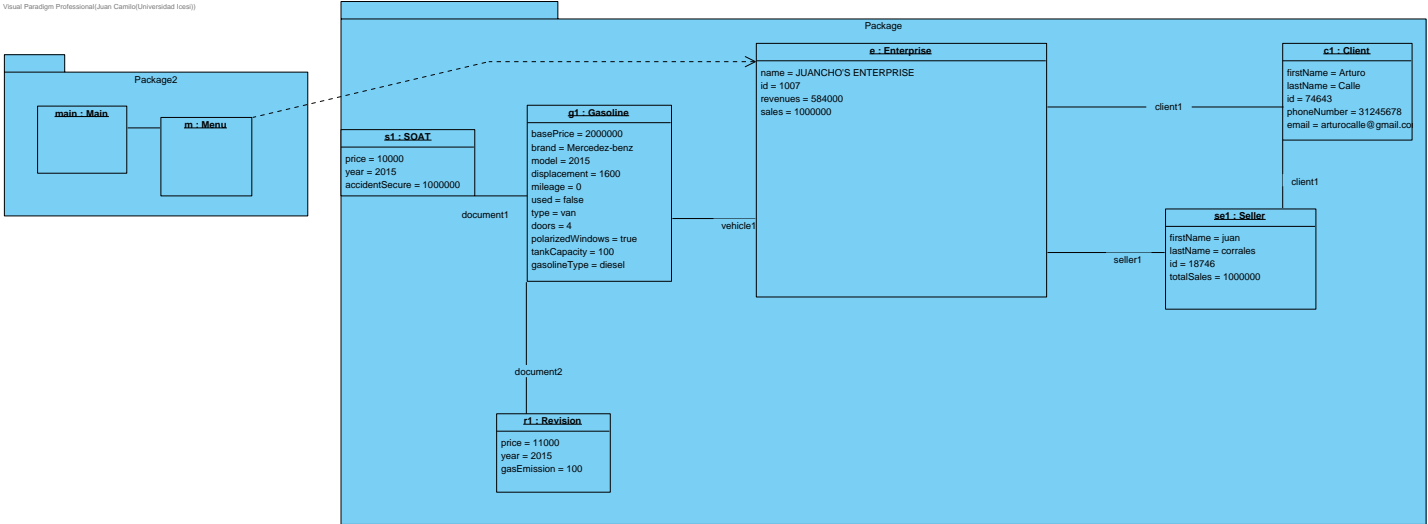 Visual Paradigm Professional(Juan Camilo(Universidad Icesi))
Package2
main : Main
m : Menu
Package
s1 : SOAT
price = 10000
year = 2015
accidentSecure = 1000000
document1
g1 : Gasoline
basePrice = 2000000
brand = Mercedez-benz
model = 2015
displacement = 1600
mileage = 0
used = false
type = van
doors = 4
polarizedWindows = true
tankCapacity = 100
gasolineType = diesel
vehicle1
document2
r1 : Revision
price = 11000
year = 2015
gasEmission = 100
e : Enterprise
name = JUANCHO'S ENTERPRISE
id = 1007
revenues = 584000
sales = 1000000
client1
c1 : Client
firstName = Arturo
lastName = Calle
id = 74643
phoneNumber = 31245678
email = arturocalle@gmail.co
client1
seller1
se1 : Seller
firstName = juan
lastName = corrales
id = 18746
totalSales = 1000000